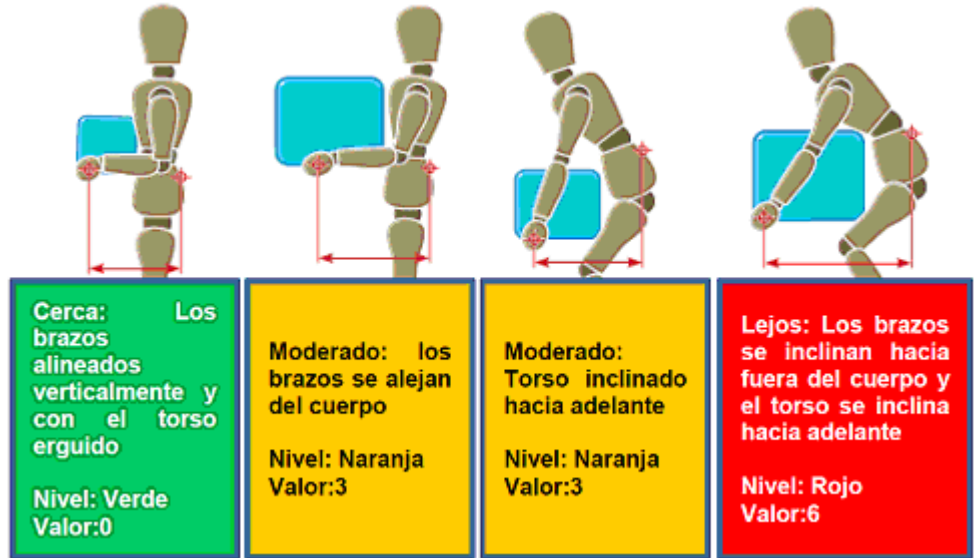 Cerca: Los
brazos
alineados
verticalmente y
con el torso
erguido
Nivel: Verde
Valor:0
Moderado: los
brazos se alejan
del cuerpo
Nivel: Naranja
Valor:3
Moderado:
Torso inclinado
hacia adelante
Nivel: Naranja
Valor:3
Lejos: Los brazos
se inclinan hacia
fuera del cuerpo y
el torso se inclina
hacia adelante
Nivel: Rojo
Valor:6